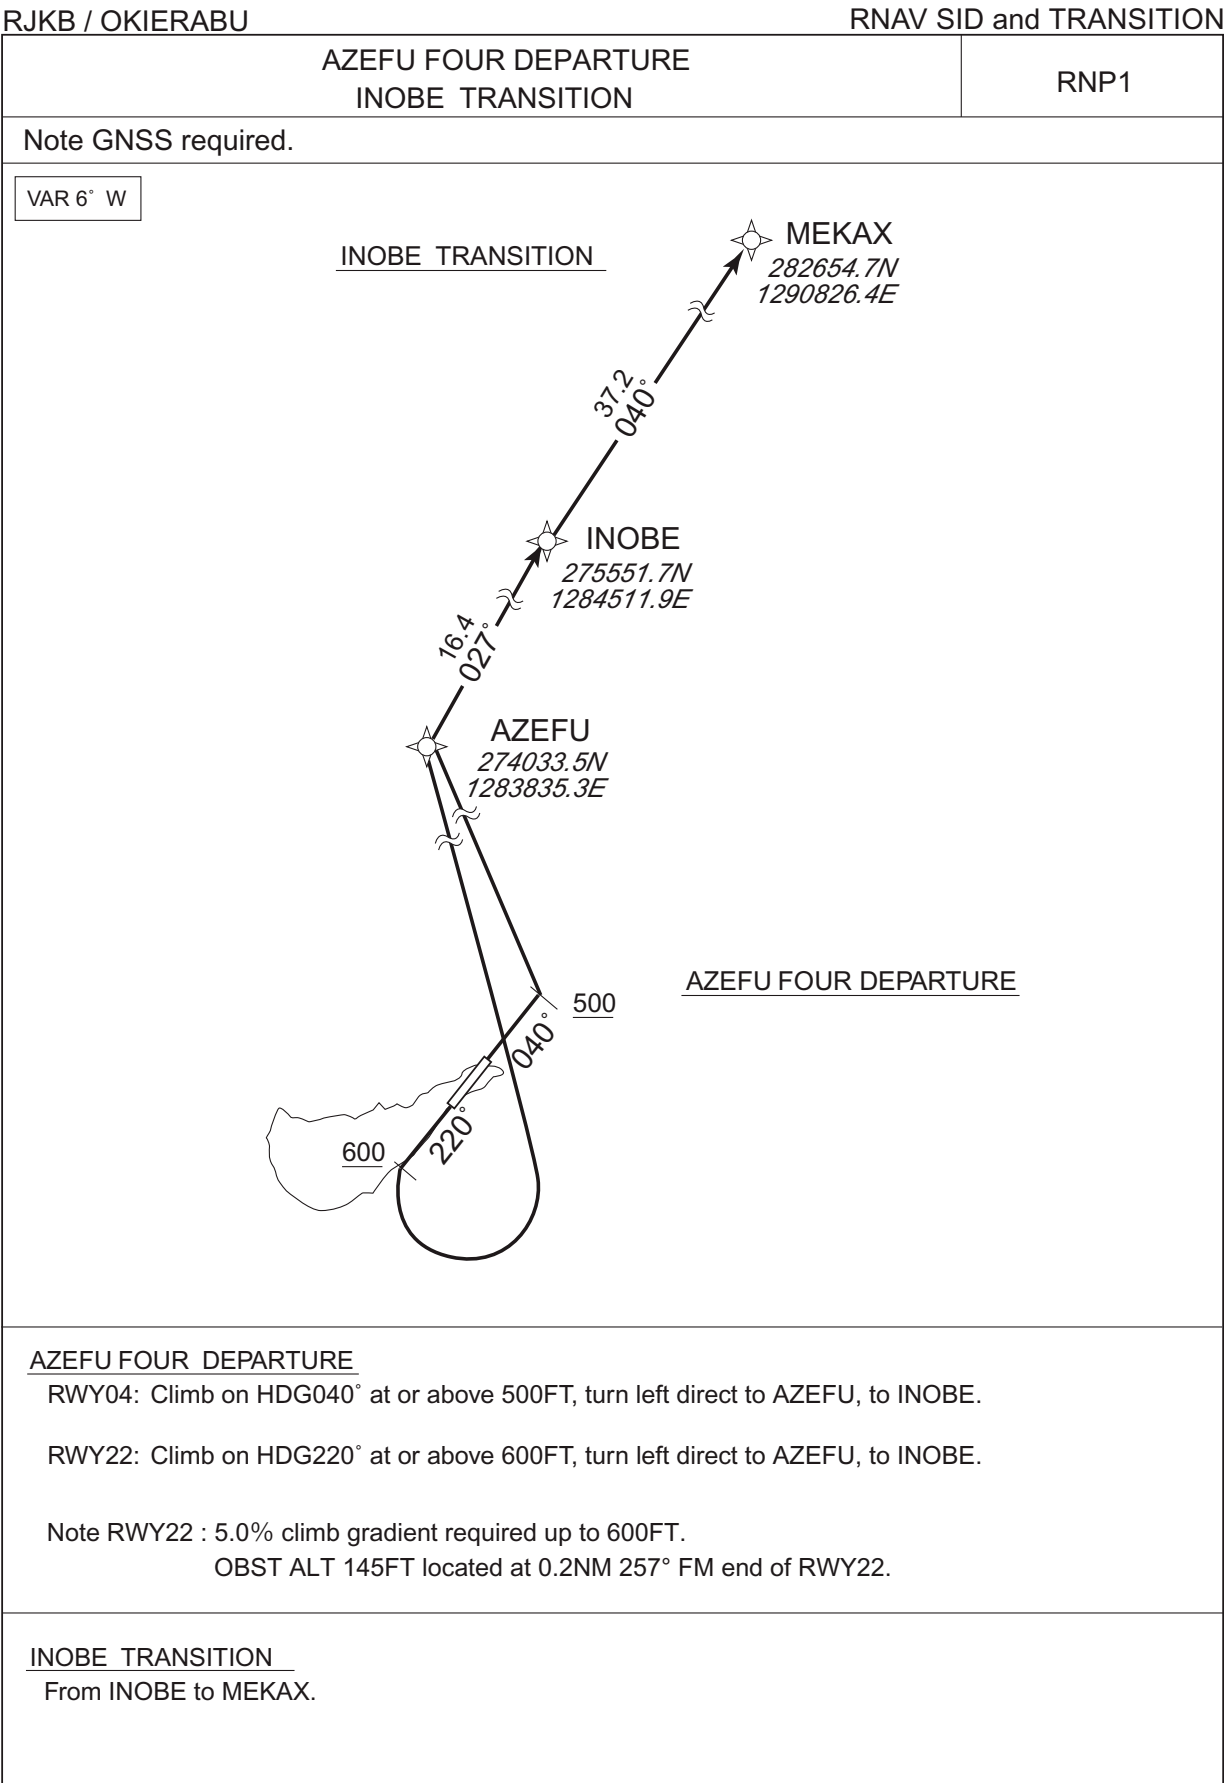 RJKB / OKIERABU
RNAV SID and TRANSITION
AZEFU FOUR DEPARTURE
INOBE TRANSITION
RNP1
Note GNSS required.
VAR 6° W
INOBE TRANSITION
MEKAX
282654.7N
1290826.4E
37.2
040°
INOBE
275551.7N
1284511.9E
16.4
027°
AZEFU
274033.5N
1283835.3E
AZEFU FOUR DEPARTURE
500
040°
600
220°
AZEFU FOUR DEPARTURE
RWY04: Climb on HDG040° at or above 500FT, turn left direct to AZEFU, to INOBE.
RWY22: Climb on HDG220° at or above 600FT, turn left direct to AZEFU, to INOBE.
Note RWY22 : 5.0% climb gradient required up to 600FT.
OBST ALT 145FT located at 0.2NM 257° FM end of RWY22.
INOBE TRANSITION
From INOBE to MEKAX.